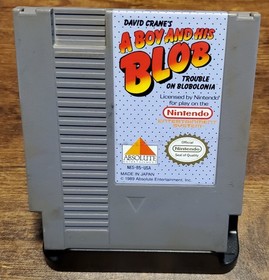 DAVID CRANE'S
A BOY AND HIS
BLOB
TROUBLE
ON BLOBOLONIA
Licensed by Nintendo®
for play on the
Nintendo
ENTERTAINMENT
SYSTEM
Official
Nintendo
Seal of Quality
ABSOLUTE
NES-B5-USA
MADE IN JAPAN
© 1989 Absolute Entertainment, Inc.